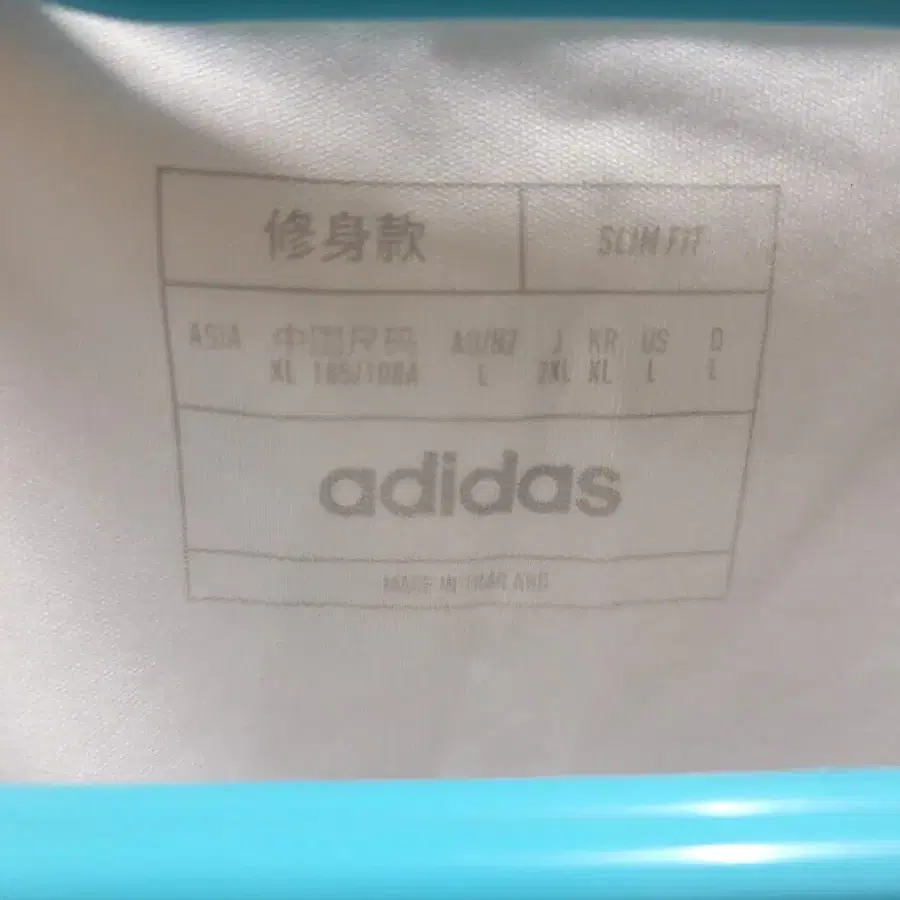 修身款 SLIM FIT
ASIA 中国尺码 AU/NZ J KR US D
XL 185/108A L 2XL XL L L
adidas
MADE IN THAILAND